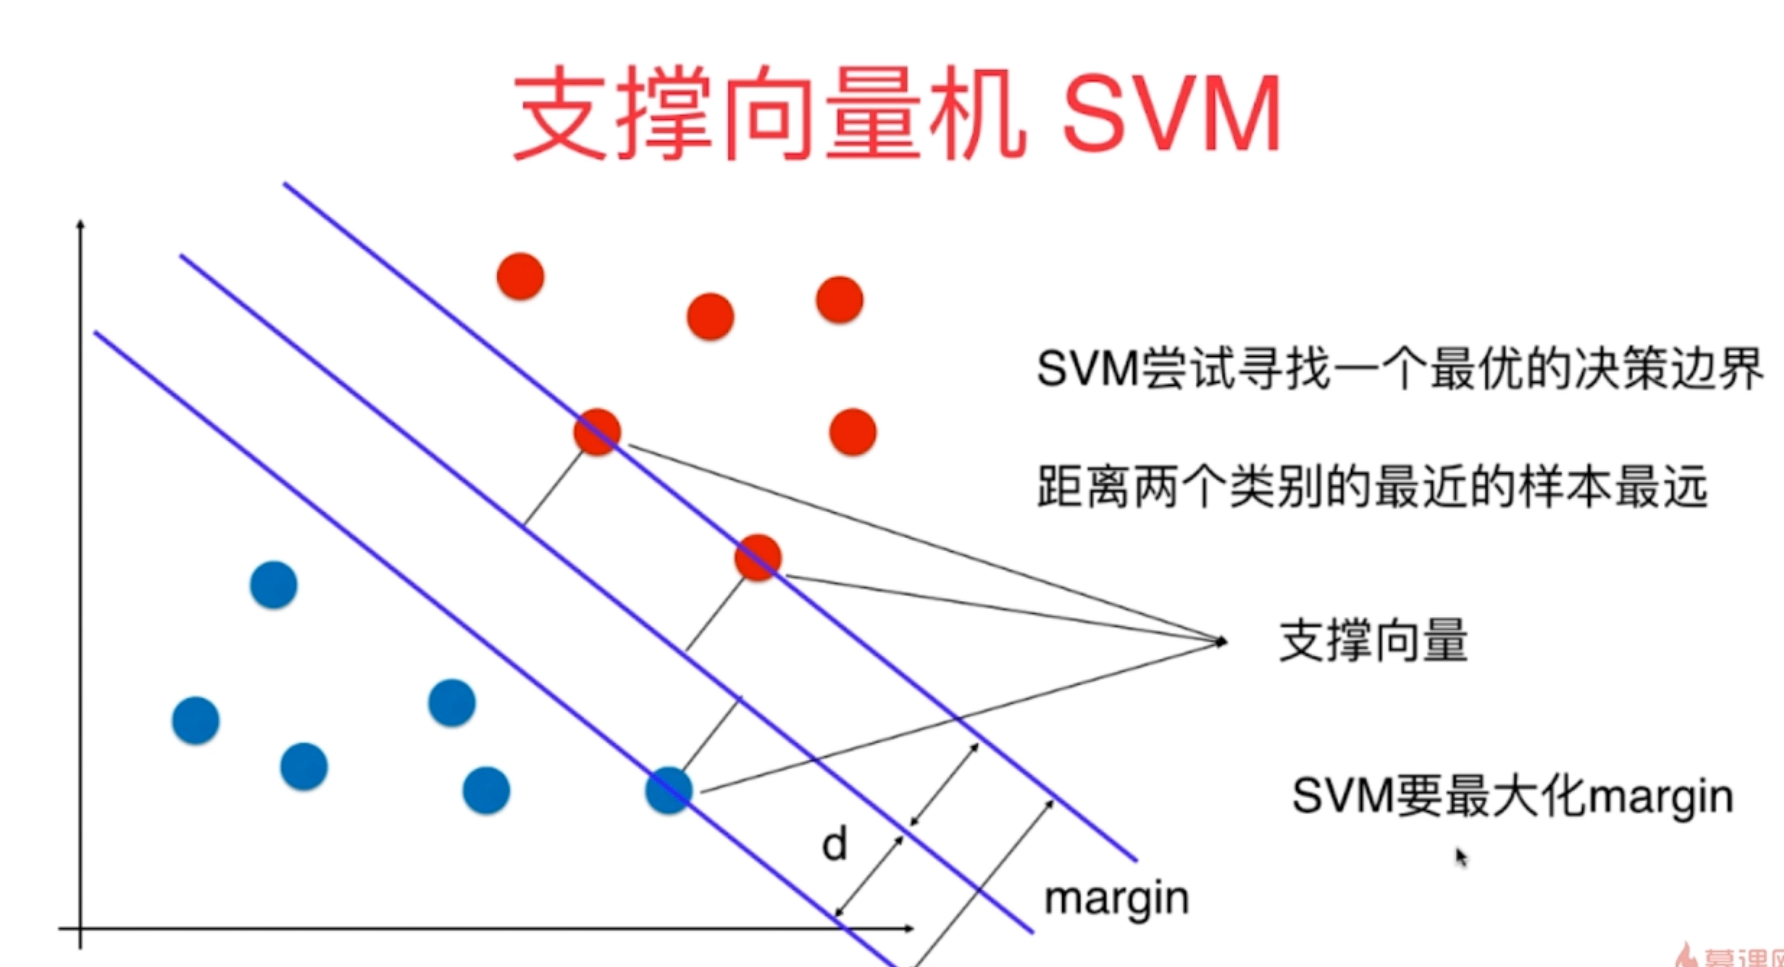 支撑向量机 SVM
SVM尝试寻找一个最优的决策边界
距离两个类别的最近的样本最远
支撑向量
SVM要最大化margin
d
margin
慕课网